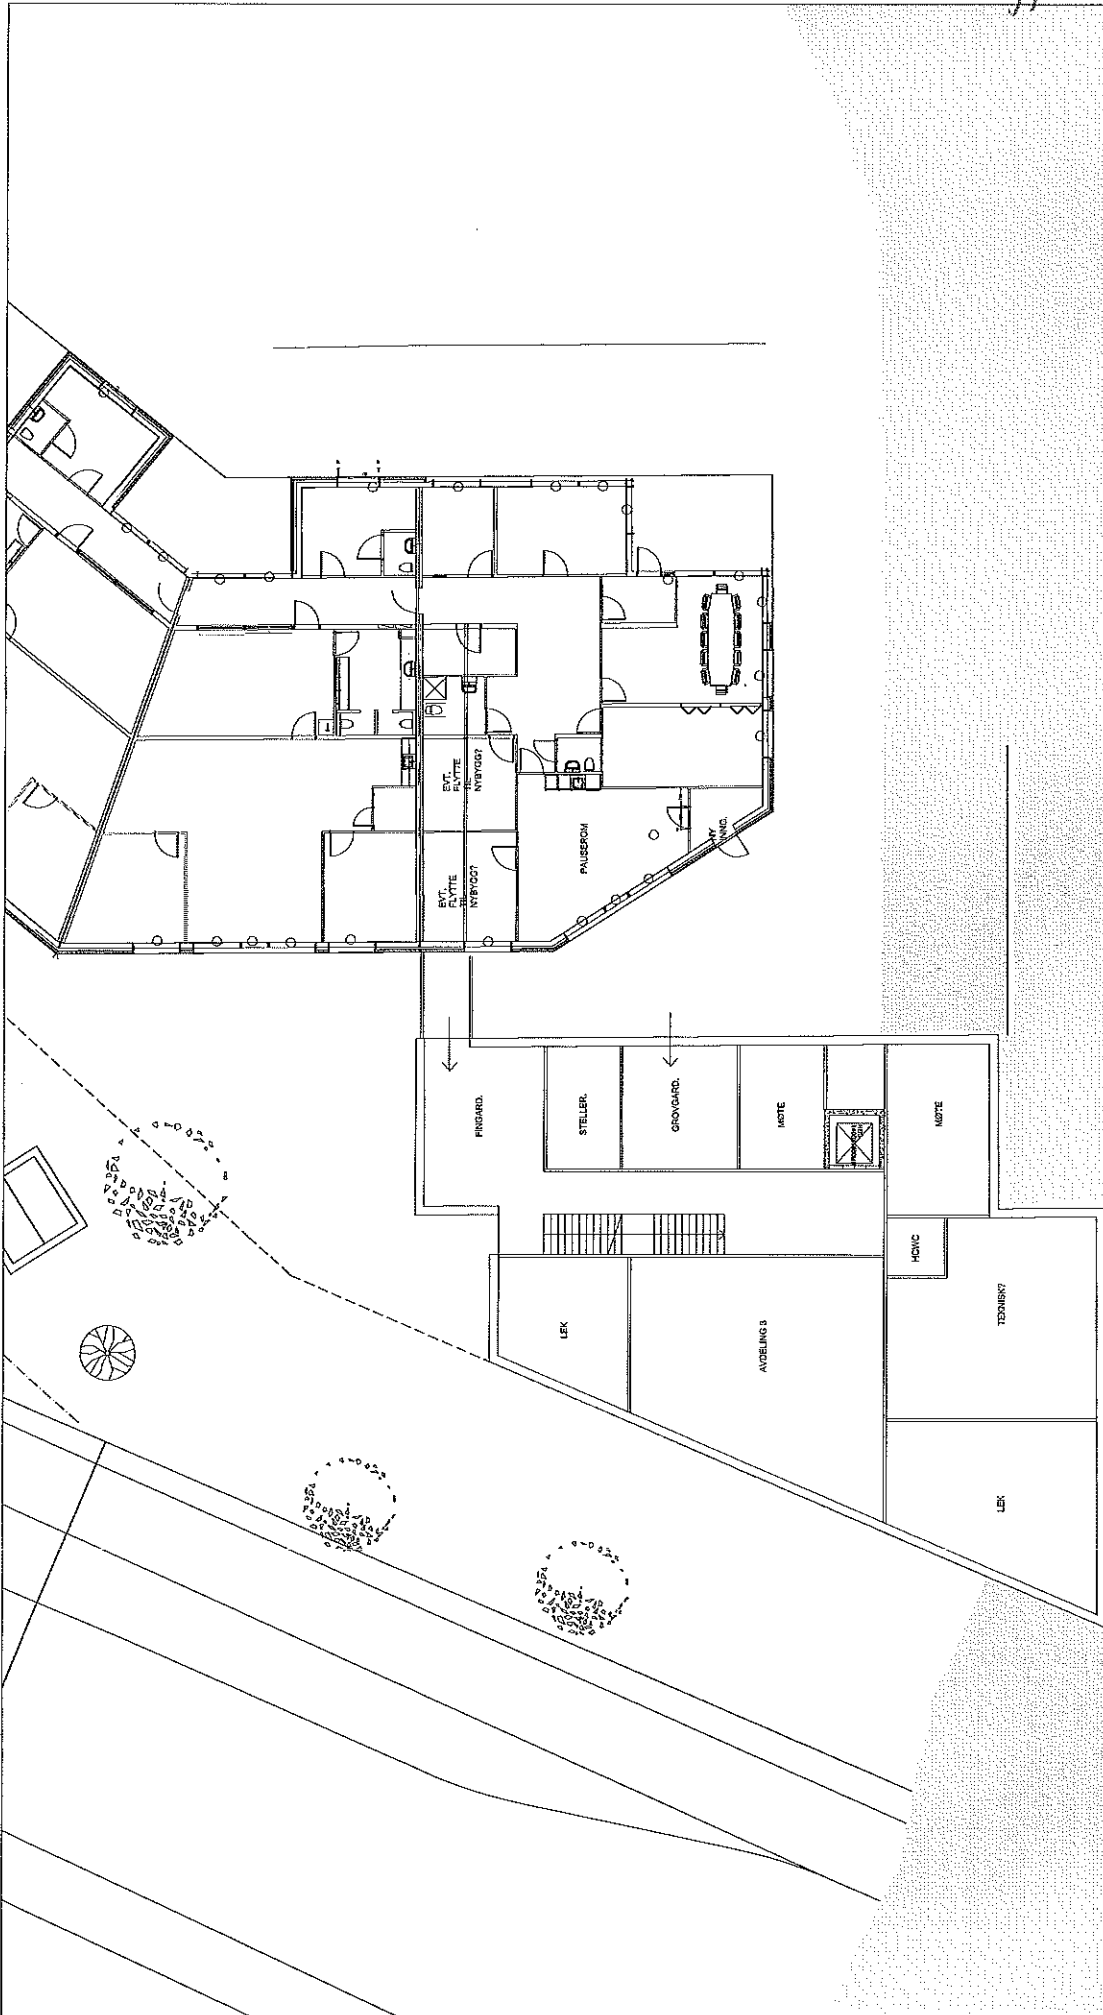 EVT.
FLYTTE
TIL
NYBYGG?
EVT.
FLYTTE
TIL
NYBYGG?
PAUSEROM
NY
INNG.
FINGARD.
STELLER.
GROVGARD.
MØTE
MØTE
HCWC
TEKNISK?
LEK
AVDELING 3
LEK